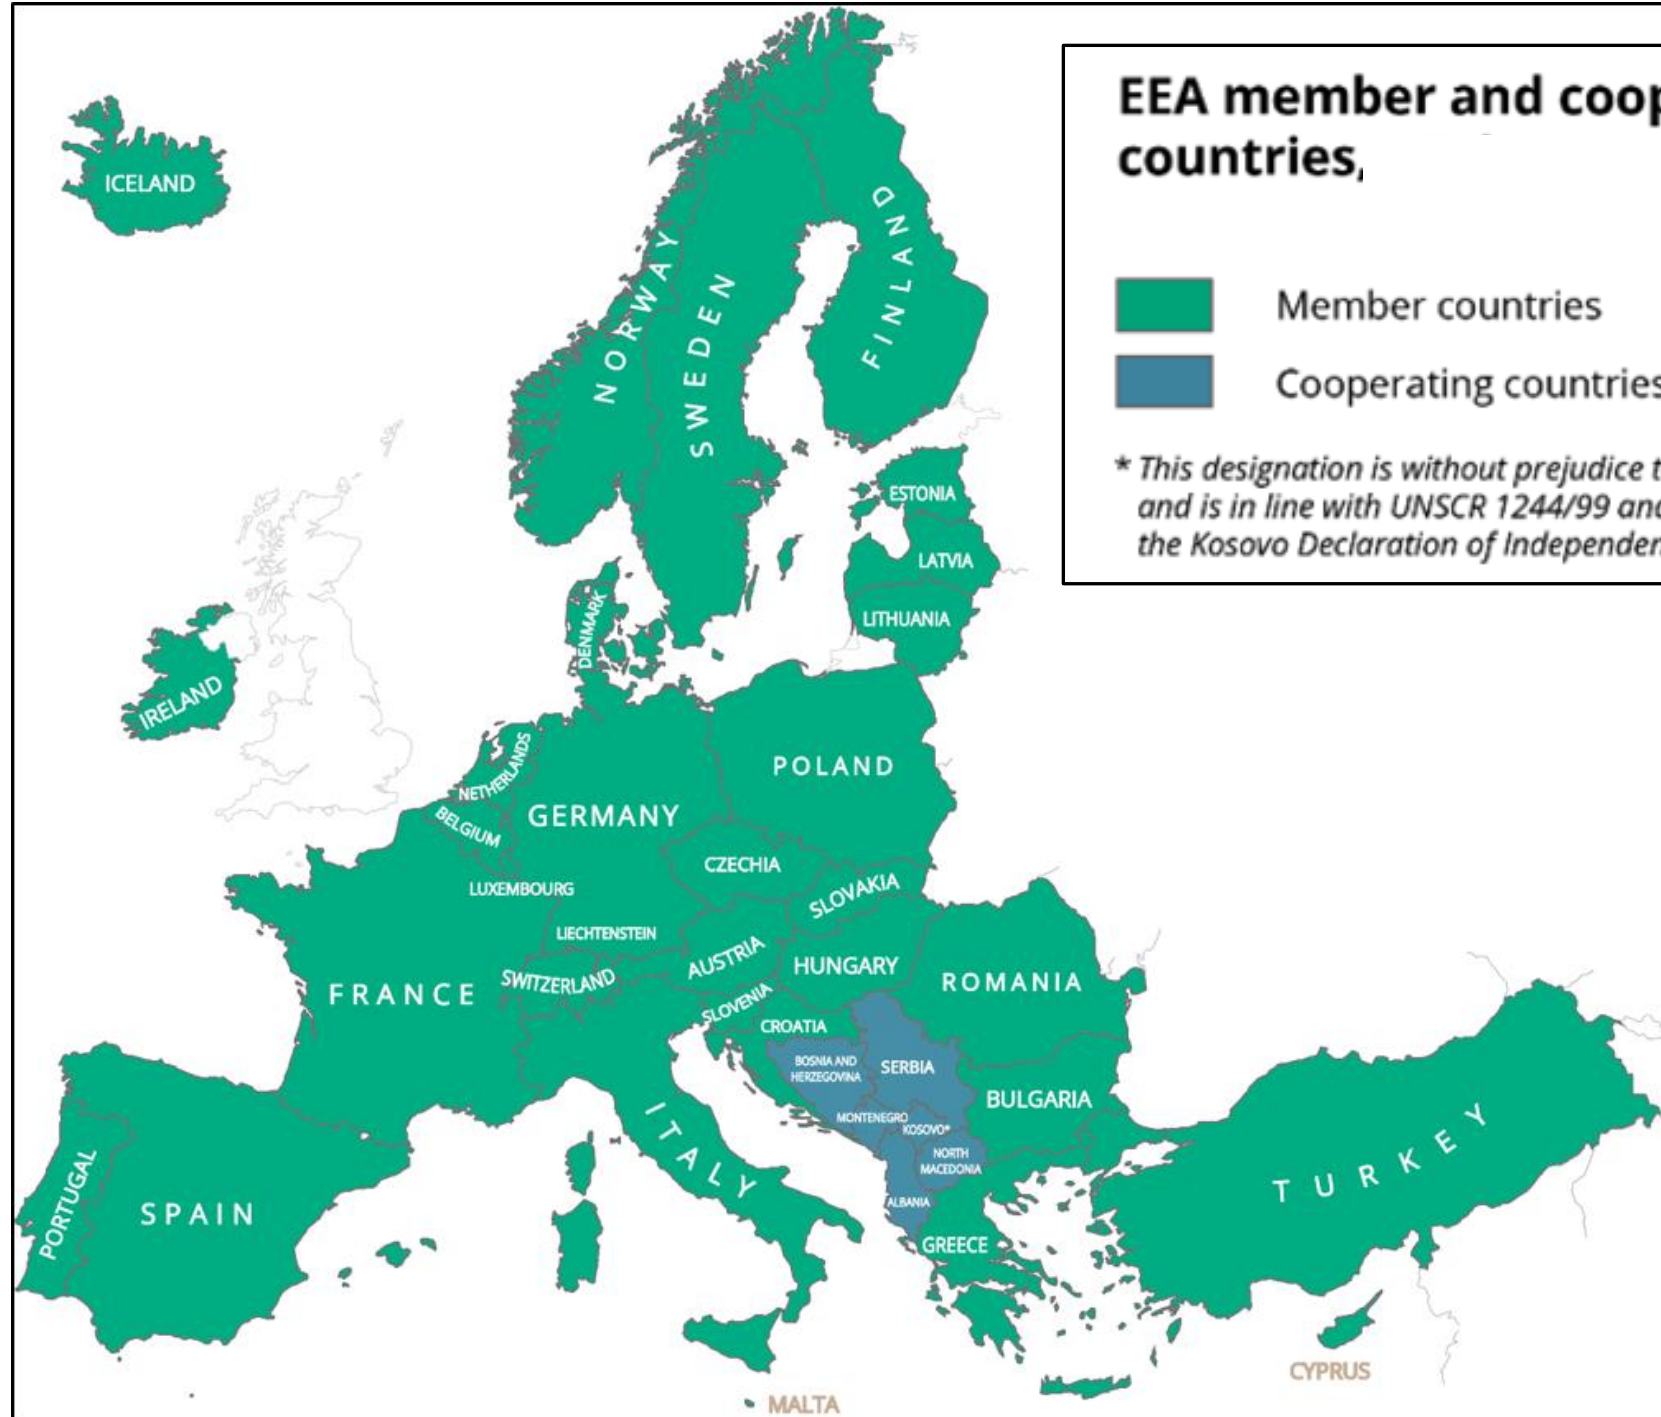 EEA member and coop
countries,
Member countries
Cooperating countries
* This designation is without prejudice t
and is in line with UNSCR 1244/99 and
the Kosovo Declaration of Independen
ICELAND
NORWAY
SWEDEN
FINLAND
ESTONIA
LATVIA
LITHUANIA
DENMARK
IRELAND
NETHERLANDS
BELGIUM
GERMANY
POLAND
LUXEMBOURG
CZECHIA
SLOVAKIA
LIECHTENSTEIN
AUSTRIA
HUNGARY
FRANCE
SWITZERLAND
SLOVENIA
CROATIA
ROMANIA
BOSNIA AND
HERZEGOVINA
SERBIA
MONTENEGRO
KOSOVO*
BULGARIA
NORTH
MACEDONIA
ALBANIA
ITALY
PORTUGAL
SPAIN
GREECE
TURKEY
CYPRUS
MALTA